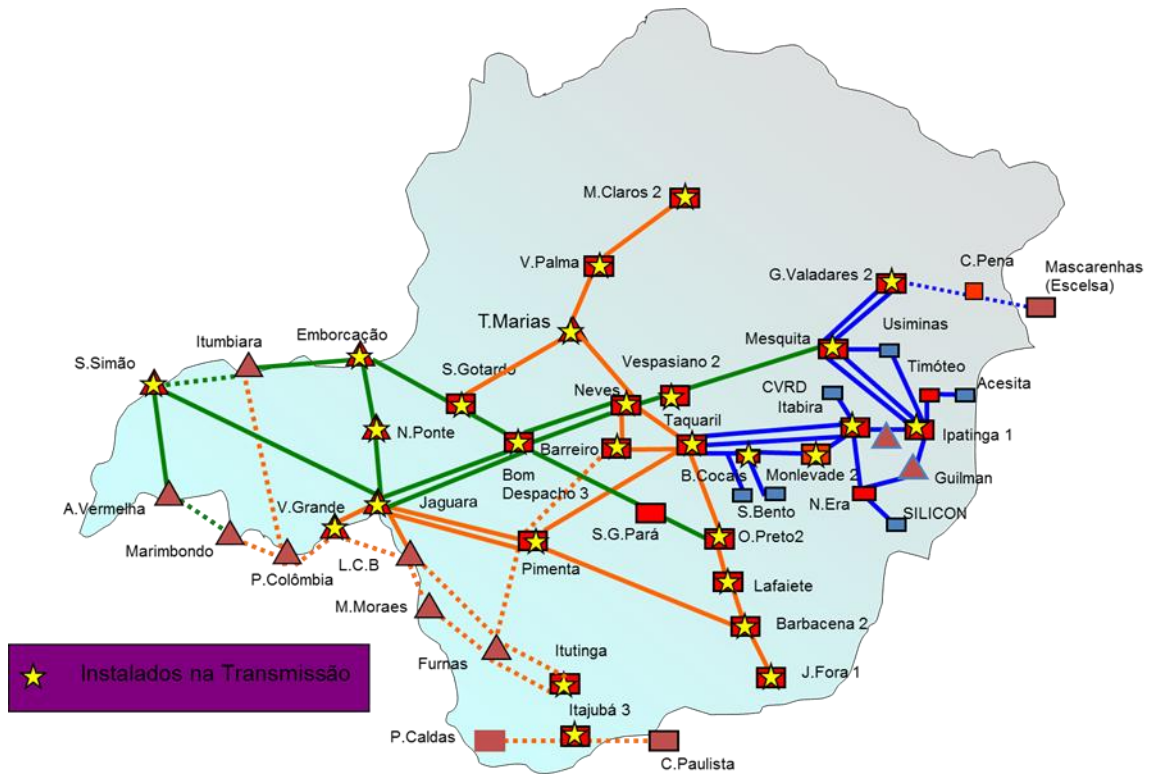 M.Claros 2
V.Palma
C.Pena
G.Valadares 2
Mascarenhas
(Escelsa)
T.Marias
Usiminas
Itumbiara
Emborcação
Mesquita
Vespasiano 2
Timóteo
S.Simão
S.Gotardo
CVRD
Acesita
Neves
Itabira
Taquaril
N.Ponte
Barreiro
Ipatinga 1
B.Cocais
Monlevade 2
Bom
Despacho 3
Guilman
A.Vermelha
V.Grande
Jaguara
N.Era
S.Bento
SILICON
S.G.Pará
O.Preto2
Marimbondo
L.C.B
Pimenta
P.Colômbia
Lafaiete
M.Moraes
Barbacena 2
Furnas
Itutinga
J.Fora 1
Instalados na Transmissão
Itajubá 3
P.Caldas
C.Paulista